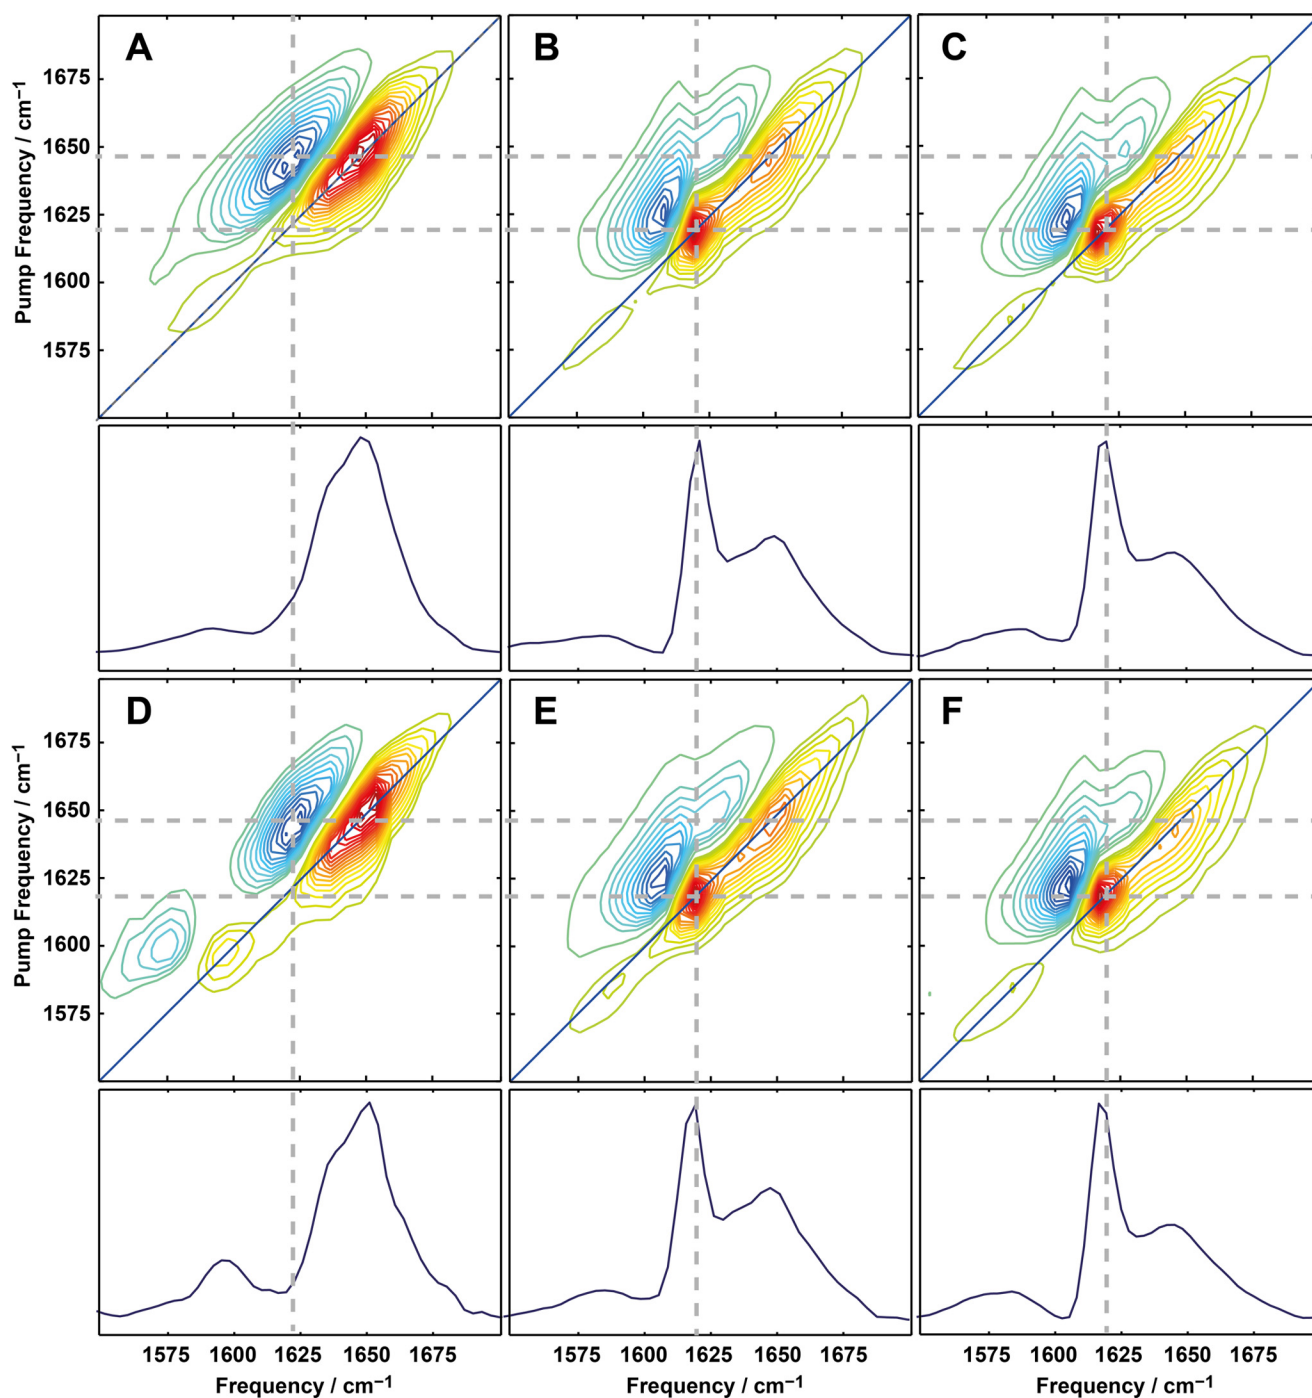 A
B
C
Pump Frequency / cm⁻¹
1675
1650
1625
1600
1575
D
E
F
Pump Frequency / cm⁻¹
1675
1650
1625
1600
1575
1575 1600 1625 1650 1675 1575 1600 1625 1650 1675 1575 1600 1625 1650 1675
Frequency / cm⁻¹ Frequency / cm⁻¹ Frequency / cm⁻¹